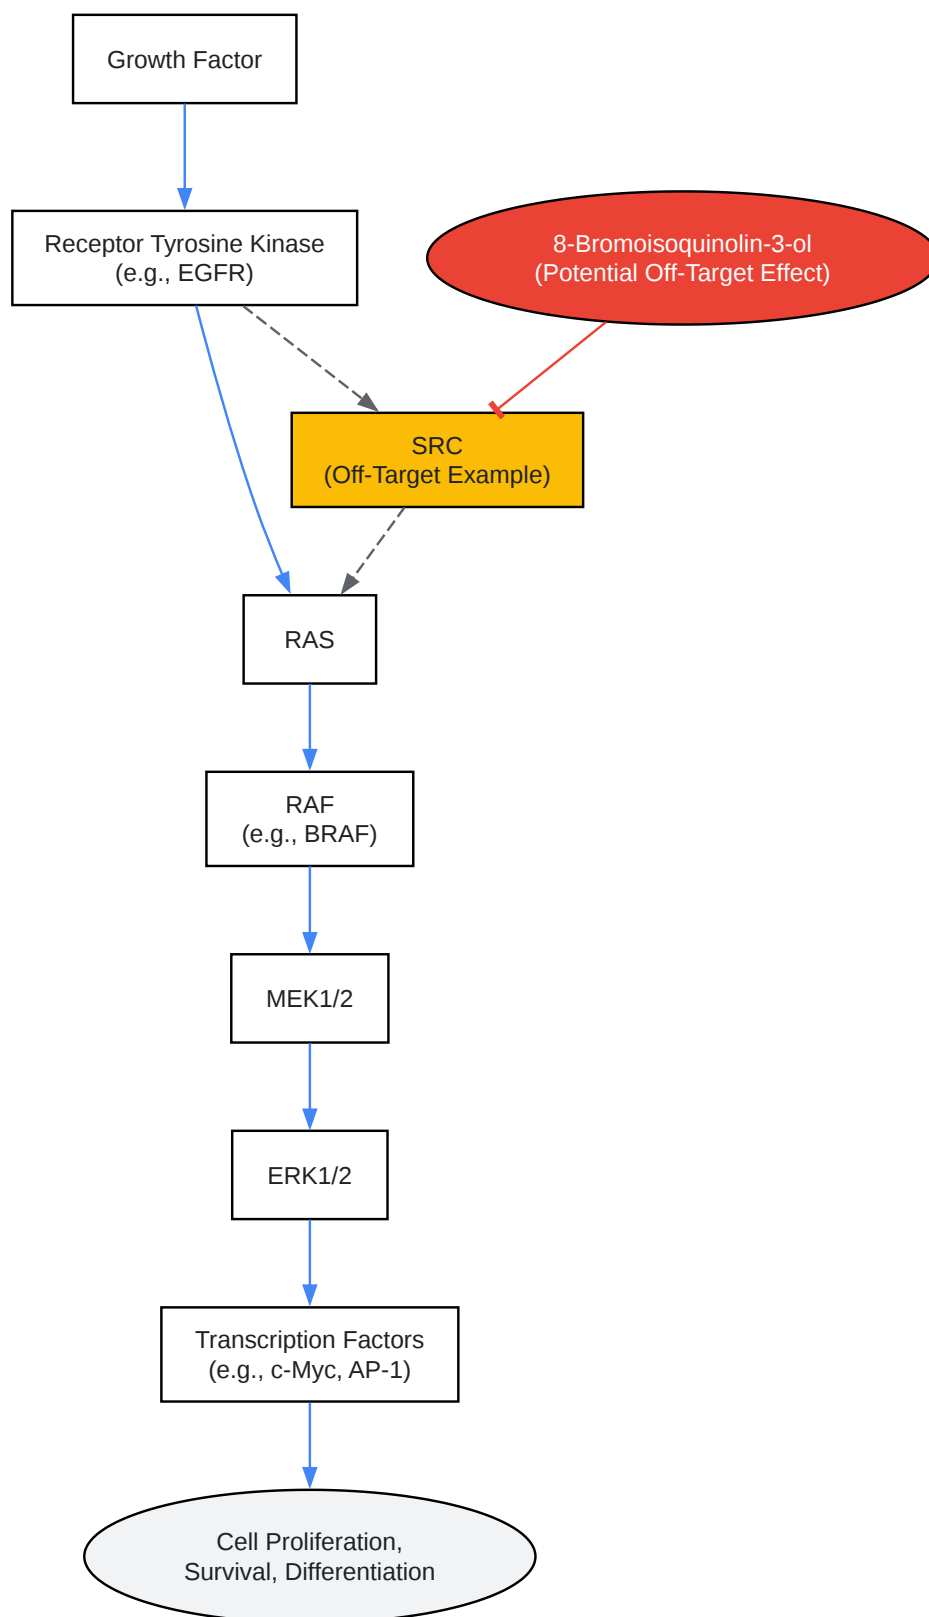 Growth Factor
Receptor Tyrosine Kinase
(e.g., EGFR)
8-Bromoisoquinolin-3-ol
(Potential Off-Target Effect)
SRC
(Off-Target Example)
RAS
RAF
(e.g., BRAF)
MEK1/2
ERK1/2
Transcription Factors
(e.g., c-Myc, AP-1)
Cell Proliferation,
Survival, Differentiation